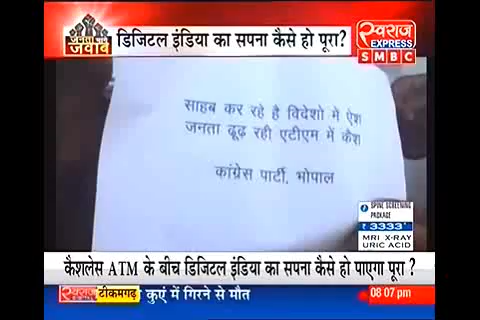 जनता मांगे
जवाब
डिजिटल इंडिया का सपना कैसे हो पूरा?
स्वराज
EXPRESS
SMBC
साहब कर रहे है विदेशो में ऐश
जनता ढूढ़ रही एटीएम में कैश
कांग्रेस पार्टी, भोपाल
SPINE SCREENING
PACKAGE
₹ 3333
MRI X-RAY
URIC ACID
कैशलेस ATM के बीच डिजिटल इंडिया का सपना कैसे हो पाएगा पूरा ?
स्वराज
टीकमगढ़
कुएं में गिरने से मौत
08:07 pm